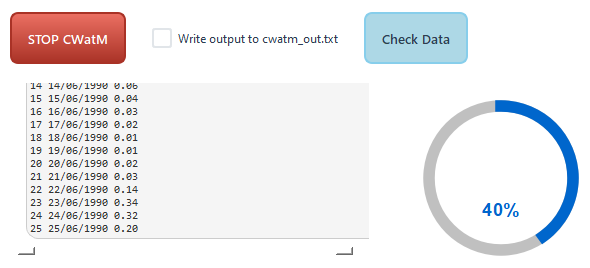 STOP CWatM
Write output to cwatm_out.txt
Check Data
14 14/06/1990 0.06
15 15/06/1990 0.04
16 16/06/1990 0.03
17 17/06/1990 0.02
18 18/06/1990 0.01
19 19/06/1990 0.01
20 20/06/1990 0.02
21 21/06/1990 0.03
22 22/06/1990 0.14
23 23/06/1990 0.34
24 24/06/1990 0.32
25 25/06/1990 0.20
40%